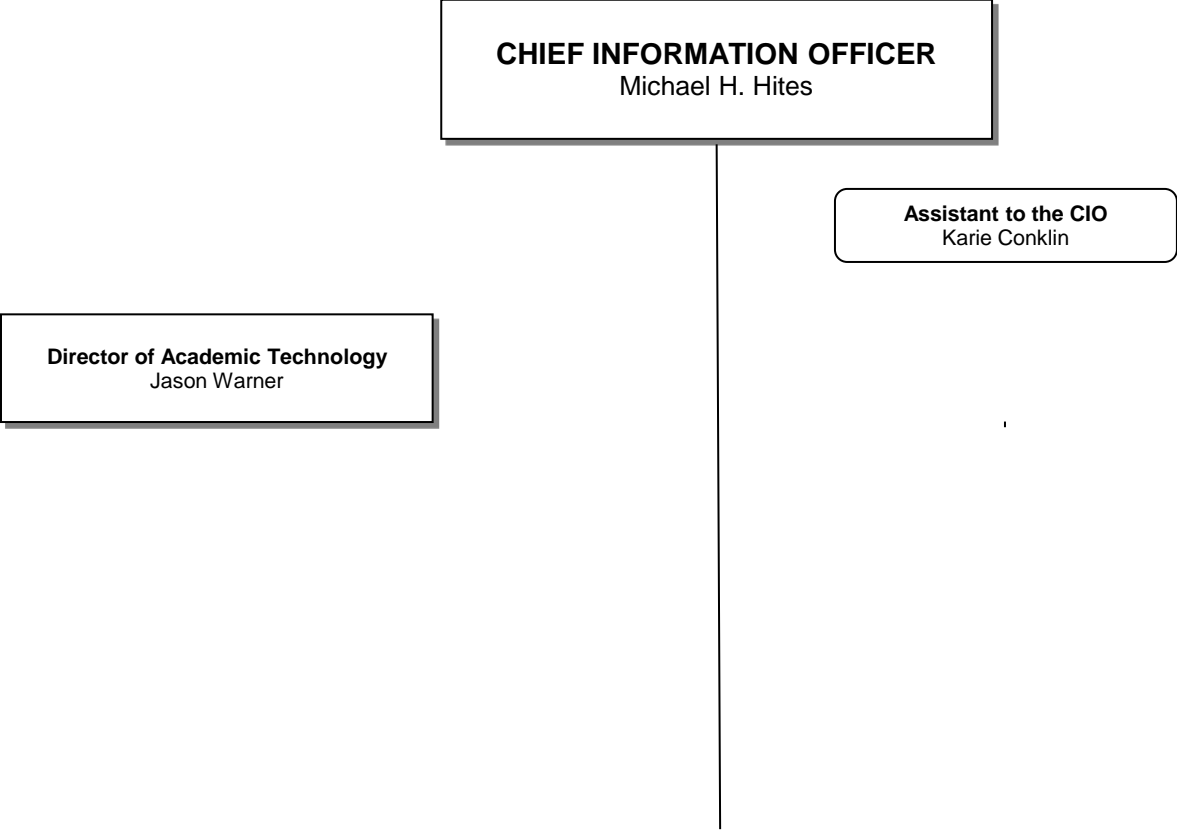 CHIEF INFORMATION OFFICER
Michael H. Hites
Assistant to the CIO
Karie Conklin
Director of Academic Technology
Jason Warner